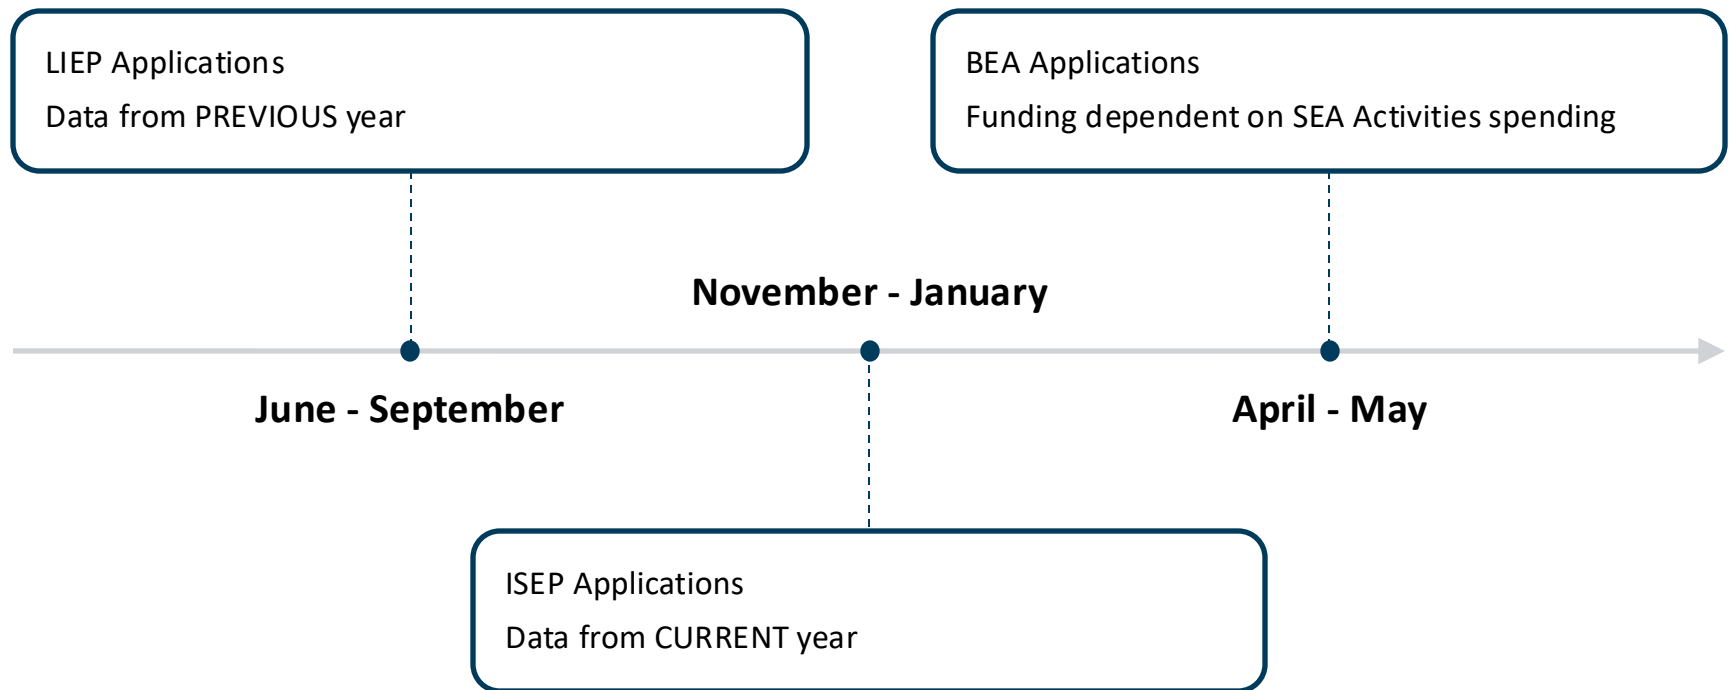 LIEP Applications
Data from PREVIOUS year
BEA Applications
Funding dependent on SEA Activities spending
November - January
June - September
April - May
ISEP Applications
Data from CURRENT year